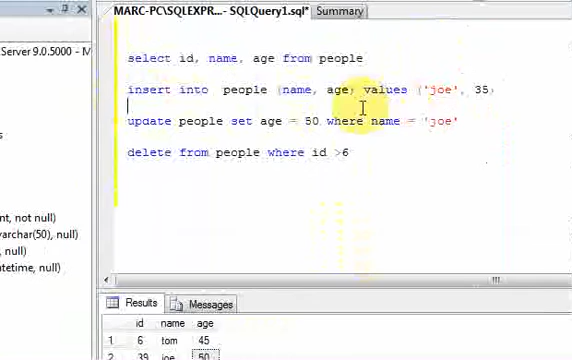 MARC-PC\SQLEXPR...- SQLQuery1.sql* Summary
Server 9.0.5000 - M
select id, name, age from people
insert into people (name, age) values ('joe', 35)
update people set age = 50 where name = 'joe'
delete from people where id >6
nt, not null)
varchar(50), null)
, null)
atetime, null)
Results Messages
id name age
1 6 tom 45
2 39 joe 50